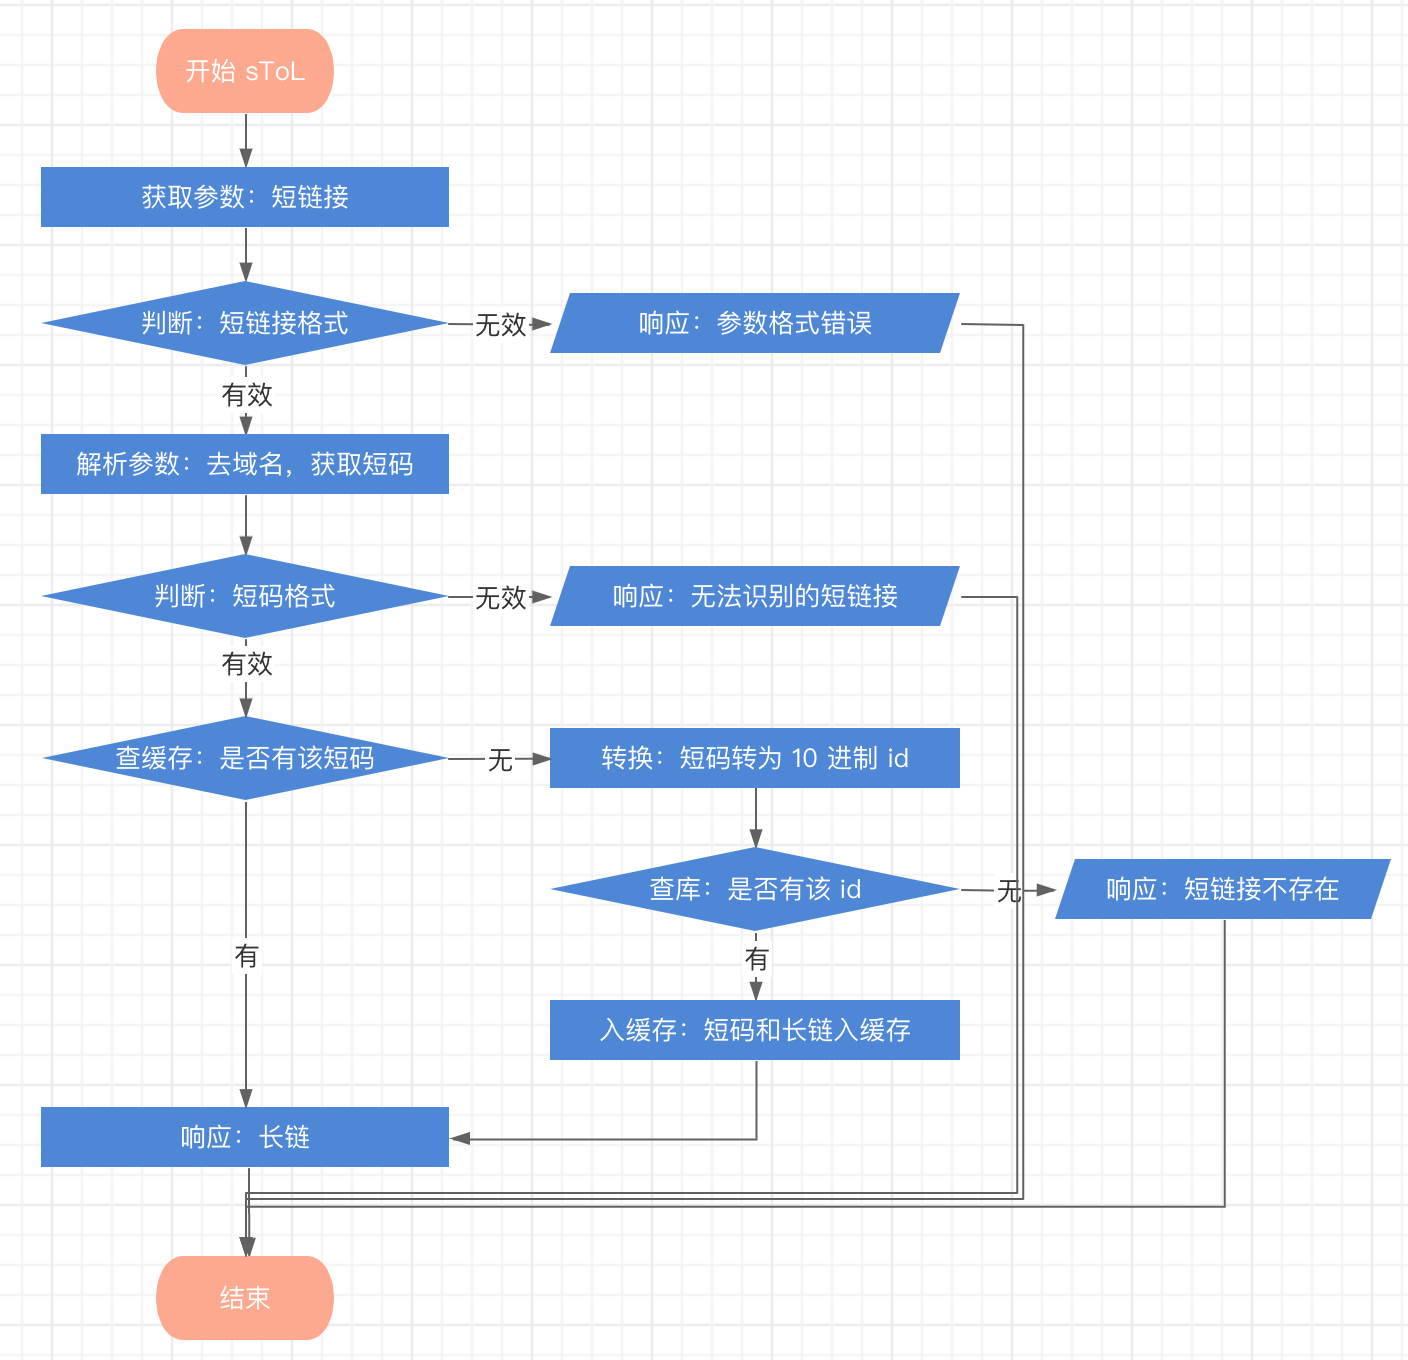 开始 sToL
获取参数：短链接
判断：短链接格式
无效
响应：参数格式错误
有效
解析参数：去域名，获取短码
判断：短码格式
无效
响应：无法识别的短链接
有效
查缓存：是否有该短码
无
转换：短码转为 10 进制 id
查库：是否有该 id
无
响应：短链接不存在
有
有
入缓存：短码和长链入缓存
响应：长链
结束